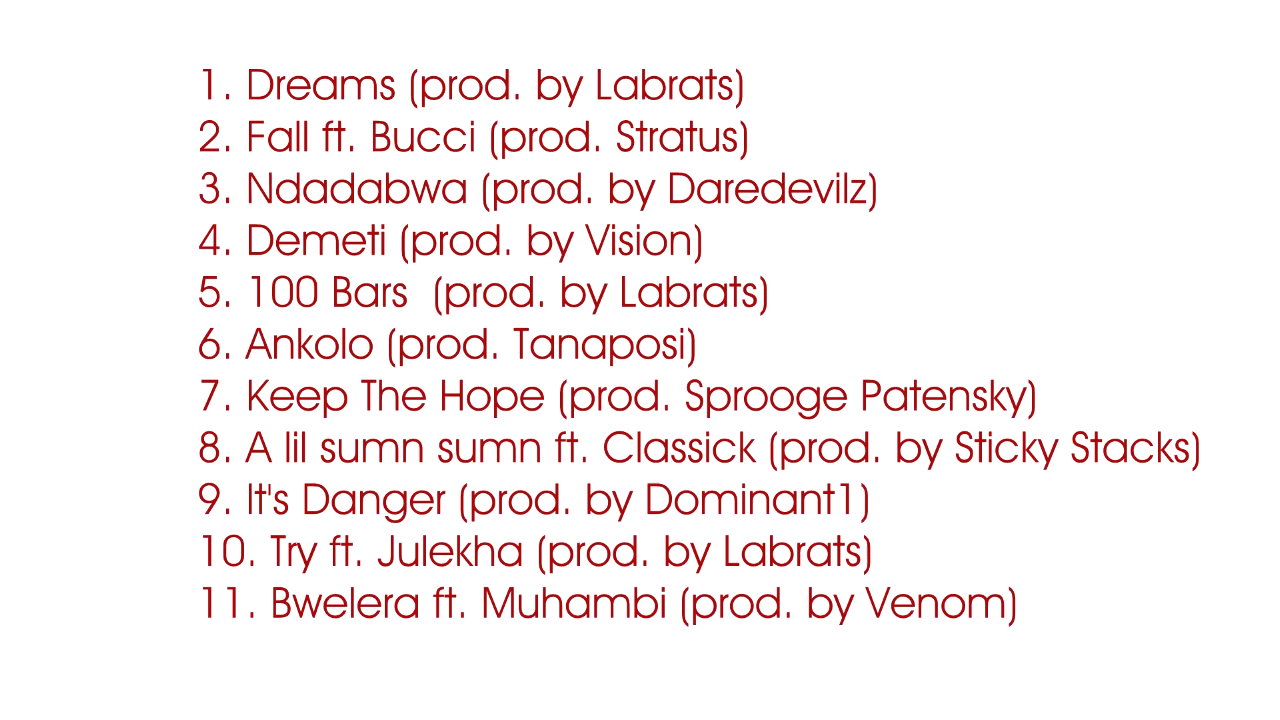 1. Dreams (prod. by Labrats)
2. Fall ft. Bucci (prod. Stratus)
3. Ndadabwa (prod. by Daredevilz)
4. Demeti (prod. by Vision)
5. 100 Bars  (prod. by Labrats)
6. Ankolo (prod. Tanaposi)
7. Keep The Hope (prod. Sprooge Patensky)
8. A lil sumn sumn ft. Classick (prod. by Sticky Stacks)
9. It's Danger (prod. by Dominant1)
10. Try ft. Julekha (prod. by Labrats)
11. Bwelera ft. Muhambi (prod. by Venom)